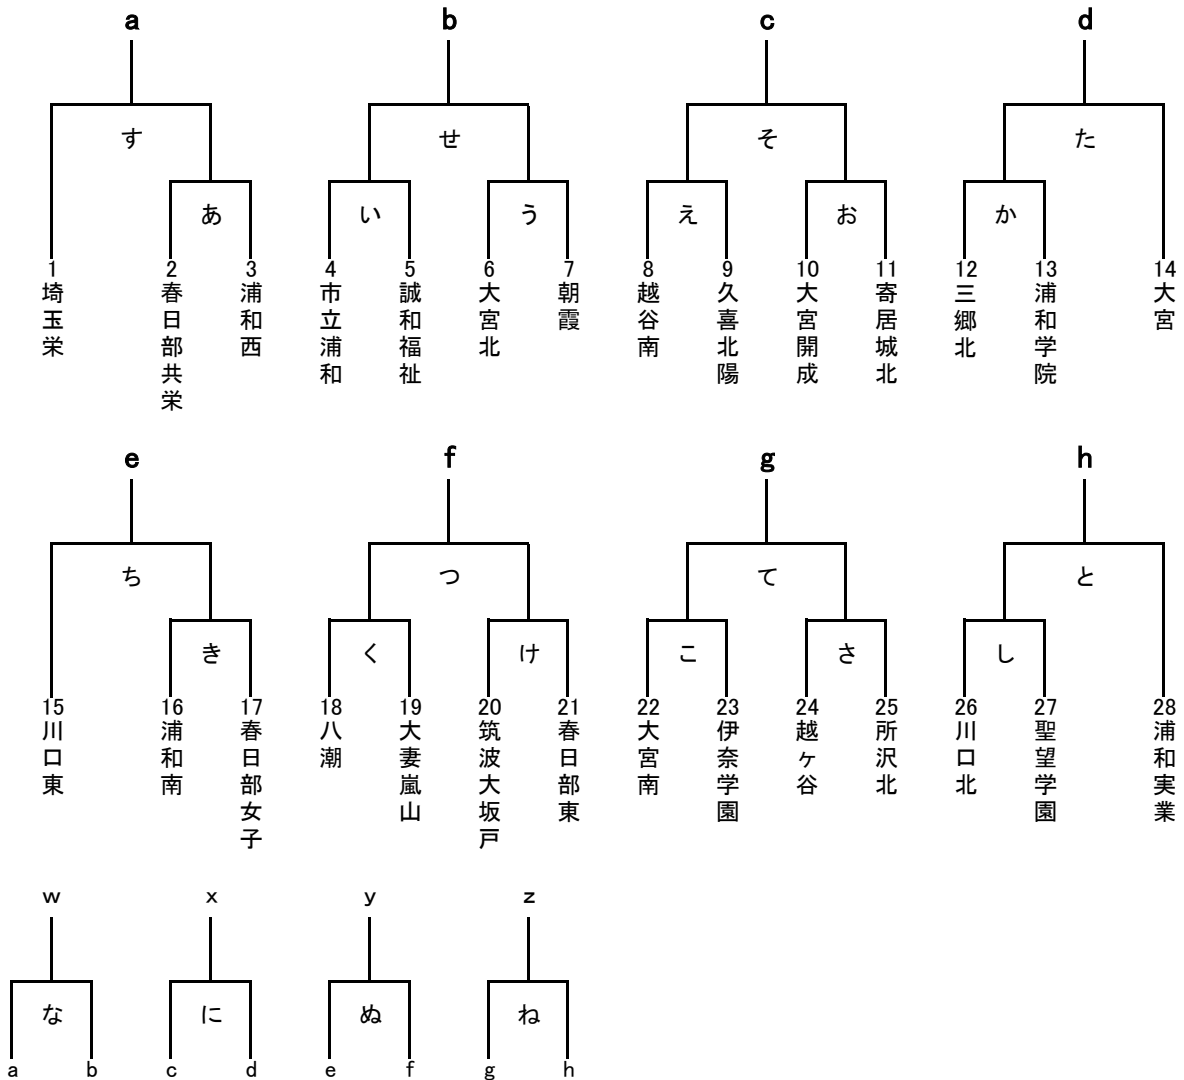 a b c d
す せ そ た
あ い う え お か
1 2 3 4 5 6 7 8 9 10 11 12 13 14
埼玉栄
春日部共栄
浦和西
市立浦和
誠和福祉
大宮北
朝霞
越谷南
久喜北陽
大宮開成
寄居城北
三郷北
浦和学院
大宮
e f g h
ち つ て と
き く け こ さ し
15 16 17 18 19 20 21 22 23 24 25 26 27 28
川口東
浦和南
春日部女子
八潮
大妻嵐山
筑波大坂戸
春日部東
大宮南
伊奈学園
越ヶ谷
所沢北
川口北
聖望学園
浦和実業
w x y z
な に ぬ ね
a b c d e f g h